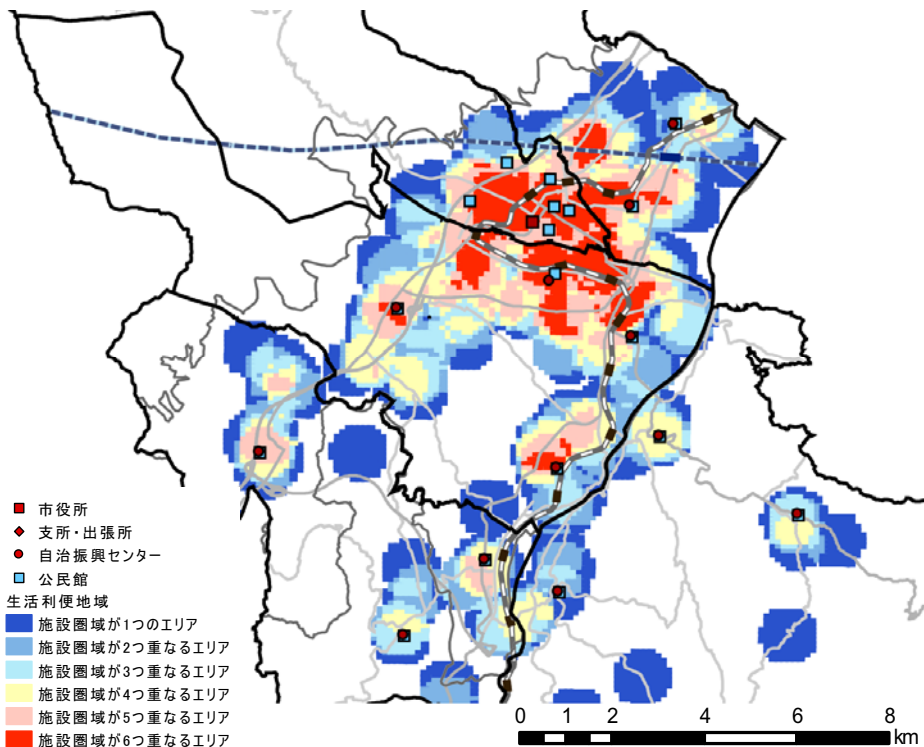 市役所
支所・出張所
自治振興センター
公民館
生活利便地域
施設圏域が1つのエリア
施設圏域が2つ重なるエリア
施設圏域が3つ重なるエリア
施設圏域が4つ重なるエリア
施設圏域が5つ重なるエリア
施設圏域が6つ重なるエリア
0 1 2 4 6 8
km